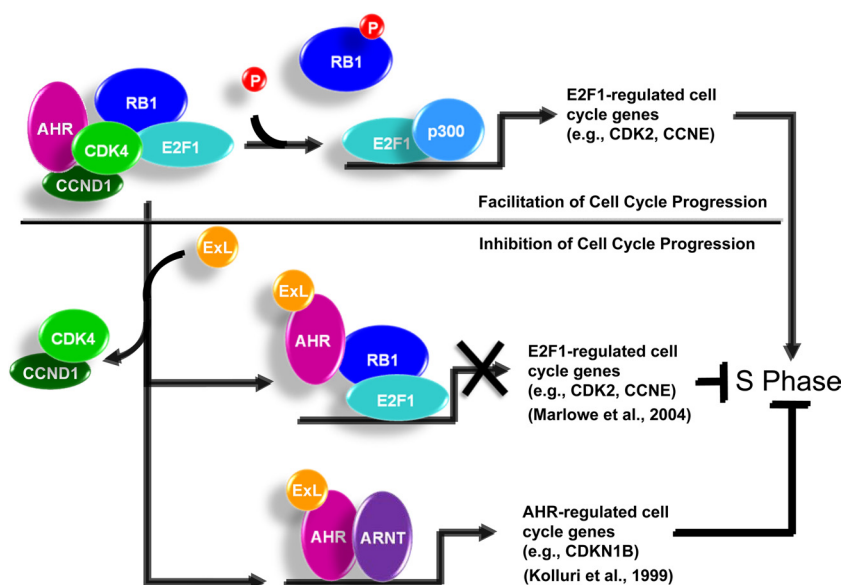 P
RB1
P
RB1
AHR
CDK4
E2F1
CCND1
E2F1
p300
E2F1-regulated cell
cycle genes
(e.g., CDK2, CCNE)
Facilitation of Cell Cycle Progression
Inhibition of Cell Cycle Progression
ExL
CDK4
CCND1
ExL
AHR
RB1
E2F1
E2F1-regulated cell
cycle genes
(e.g., CDK2, CCNE)
(Marlowe et al., 2004)
S Phase
ExL
AHR
ARNT
AHR-regulated cell
cycle genes
(e.g., CDKN1B)
(Kolluri et al., 1999)